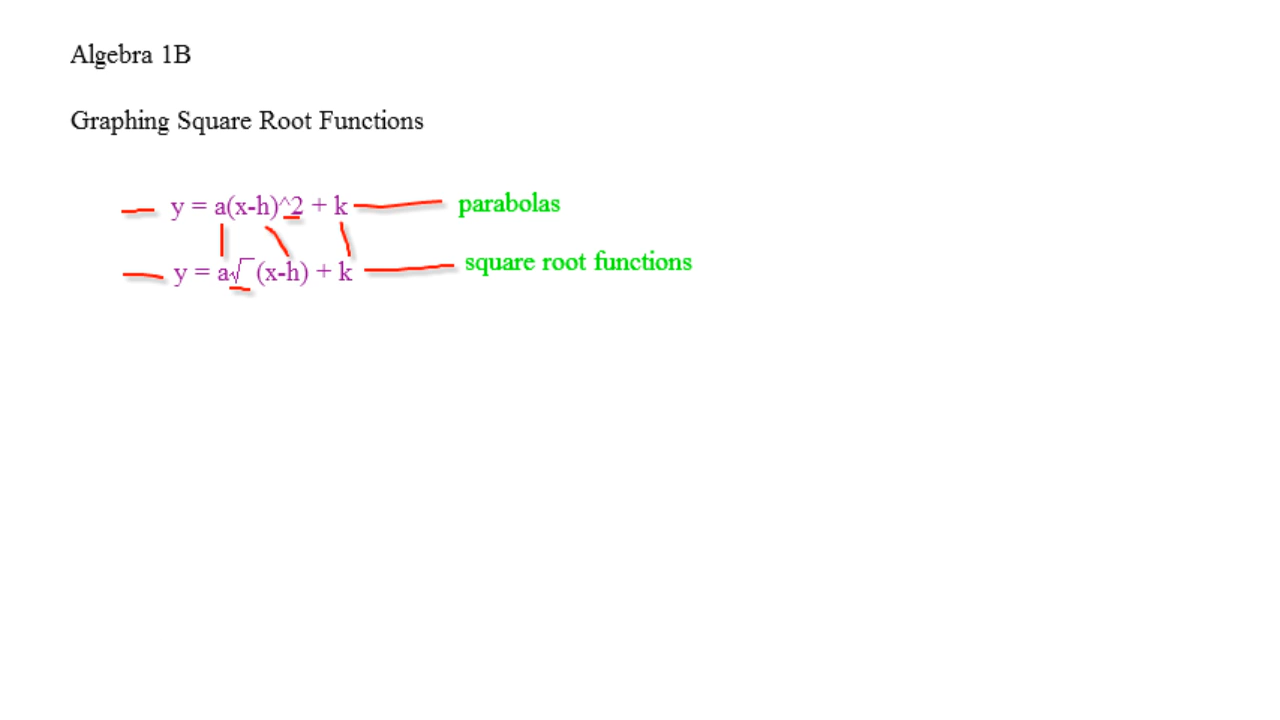 Algebra 1B
Graphing Square Root Functions
y = a(x-h)^2 + k parabolas
y = a√‾(x-h) + k square root functions